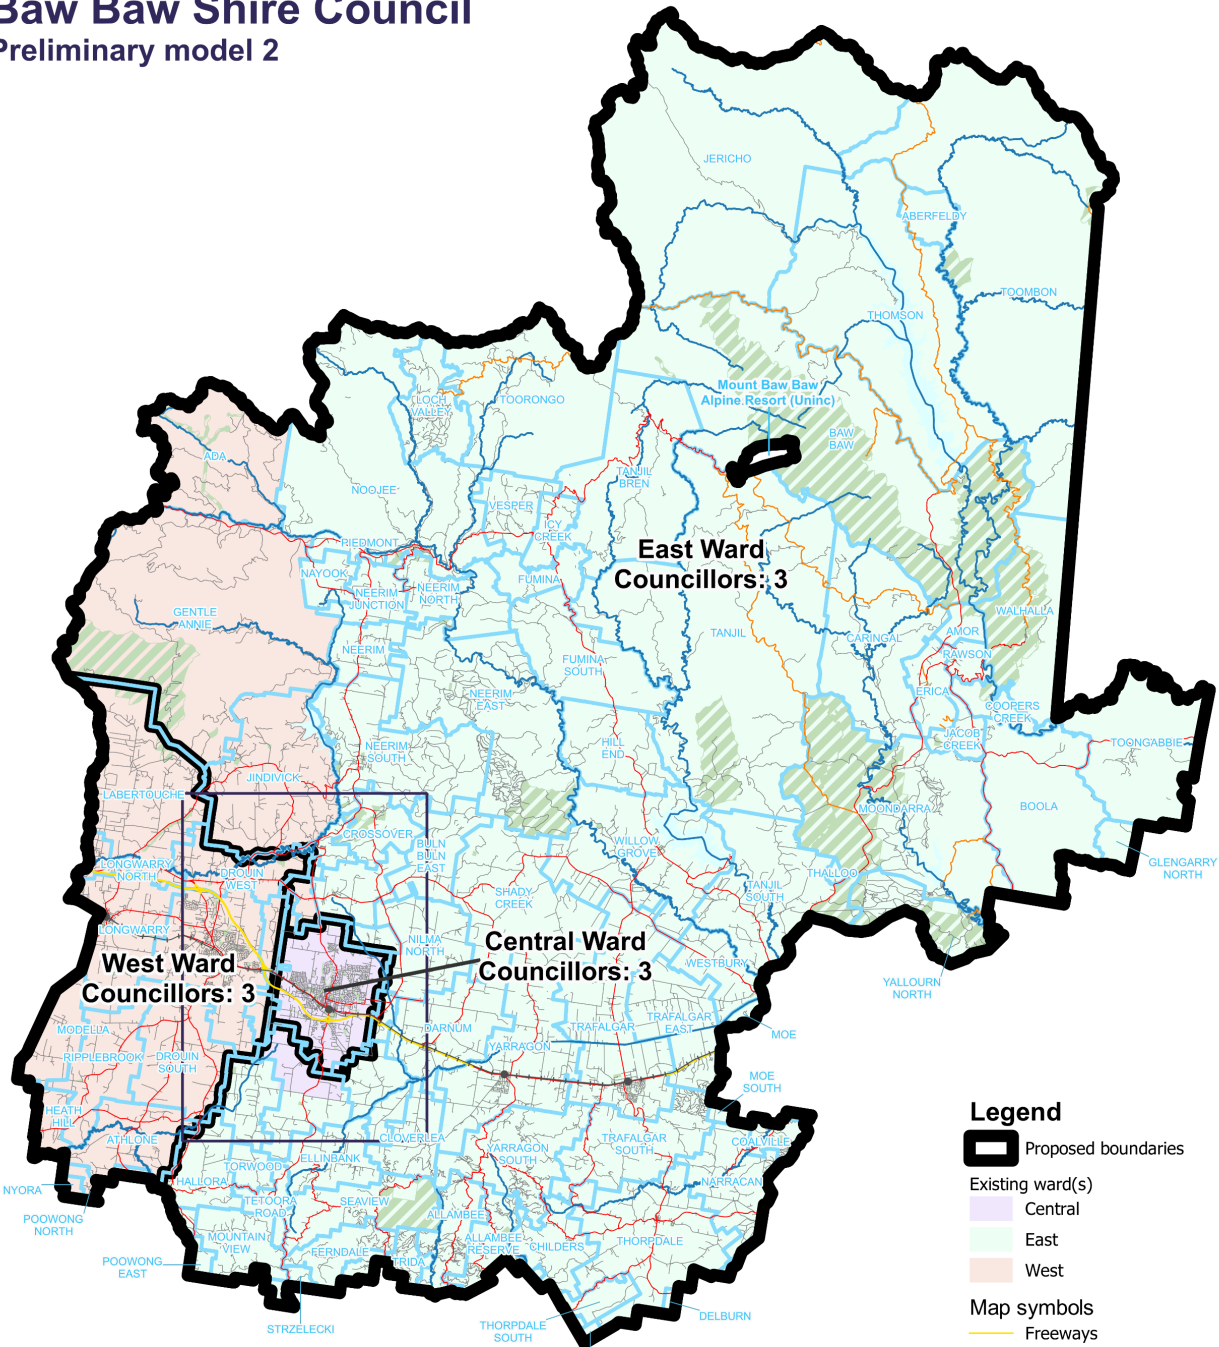 Baw Baw Shire Council
Preliminary model 2
JERICHO
ABERFELDY
TOOMBON
THOMSON
Mount Baw Baw
Alpine Resort (Uninc)
BAW
BAW
LOCH
VALLEY
TOORONGO
ADA
NOOJEE
TANJIL
BREN
VESPER
ICY
CREEK
RIEDMONT
East Ward
Councillors: 3
NAYOOK
NEERIM
JUNCTION
NEERIM
NORTH
FUMINA
GENTLE
ANNIE
WALHALLA
TANJIL
CARINGAL
AMOR
RAWSON
NEERIM
FUMINA
SOUTH
ERICA
NEERIM
EAST
COOPERS
CREEK
JACOB
CREEK
TOONGABBIE
NEERIM
SOUTH
HILL
END
JINDIVICK
LABERTOUCHE
MOONDARRA
BOOLA
CROSSOVER
BULN
BULN
EAST
WILLOW
GROVE
GLENGARRY
NORTH
LONGWARRY
NORTH
DROUIN
WEST
THALLOO
SHADY
CREEK
TANJIL
SOUTH
LONGWARRY
NILMA
NORTH
Central Ward
Councillors: 3
West Ward
Councillors: 3
WESTBURY
YALLOURN
NORTH
MODELLA
DARNUM
TRAFALGAR
TRAFALGAR
EAST
MOE
YARRAGON
RIPPLEBROOK
DROUIN
SOUTH
MOE
SOUTH
HEATH
HILL
ATHLONE
CLOVERLEA
YARRAGON
SOUTH
TRAFALGAR
SOUTH
COALVILLE
TORWOOD
ELLINBANK
HALLORA
NARRACAN
NYORA
TETOORA
ROAD
SEAVIEW
ALLAMBEE
POOWONG
NORTH
MOUNTAIN
VIEW
FERNDALE
TRIDA
ALLAMBEE
RESERVE
CHILDERS
THORPDALE
POOWONG
EAST
STRZELECKI
THORPDALE
SOUTH
DELBURN
Legend
Proposed boundaries
Existing ward(s)
Central
East
West
Map symbols
Freeways